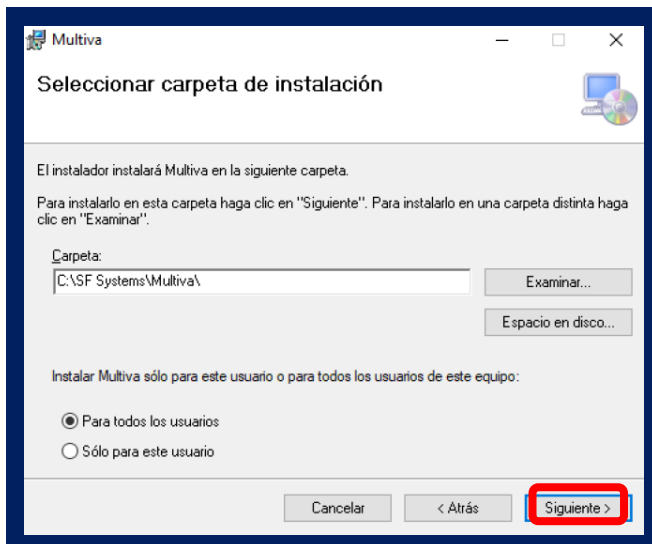 Multiva
Seleccionar carpeta de instalación
El instalador instalará Multiva en la siguiente carpeta.
Para instalarlo en esta carpeta haga clic en "Siguiente". Para instalarlo en una carpeta distinta haga
clic en "Examinar".
Carpeta:
C:\SF Systems\Multiva\
Examinar...
Espacio en disco...
Instalar Multiva sólo para este usuario o para todos los usuarios de este equipo:
Para todos los usuarios
Sólo para este usuario
Cancelar
< Atrás
Siguiente >